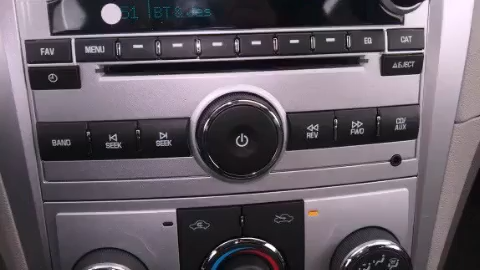 FAV
MENU
EQ
CAT
EJECT
BAND
SEEK
SEEK
REV
FWD
CD/
AUX